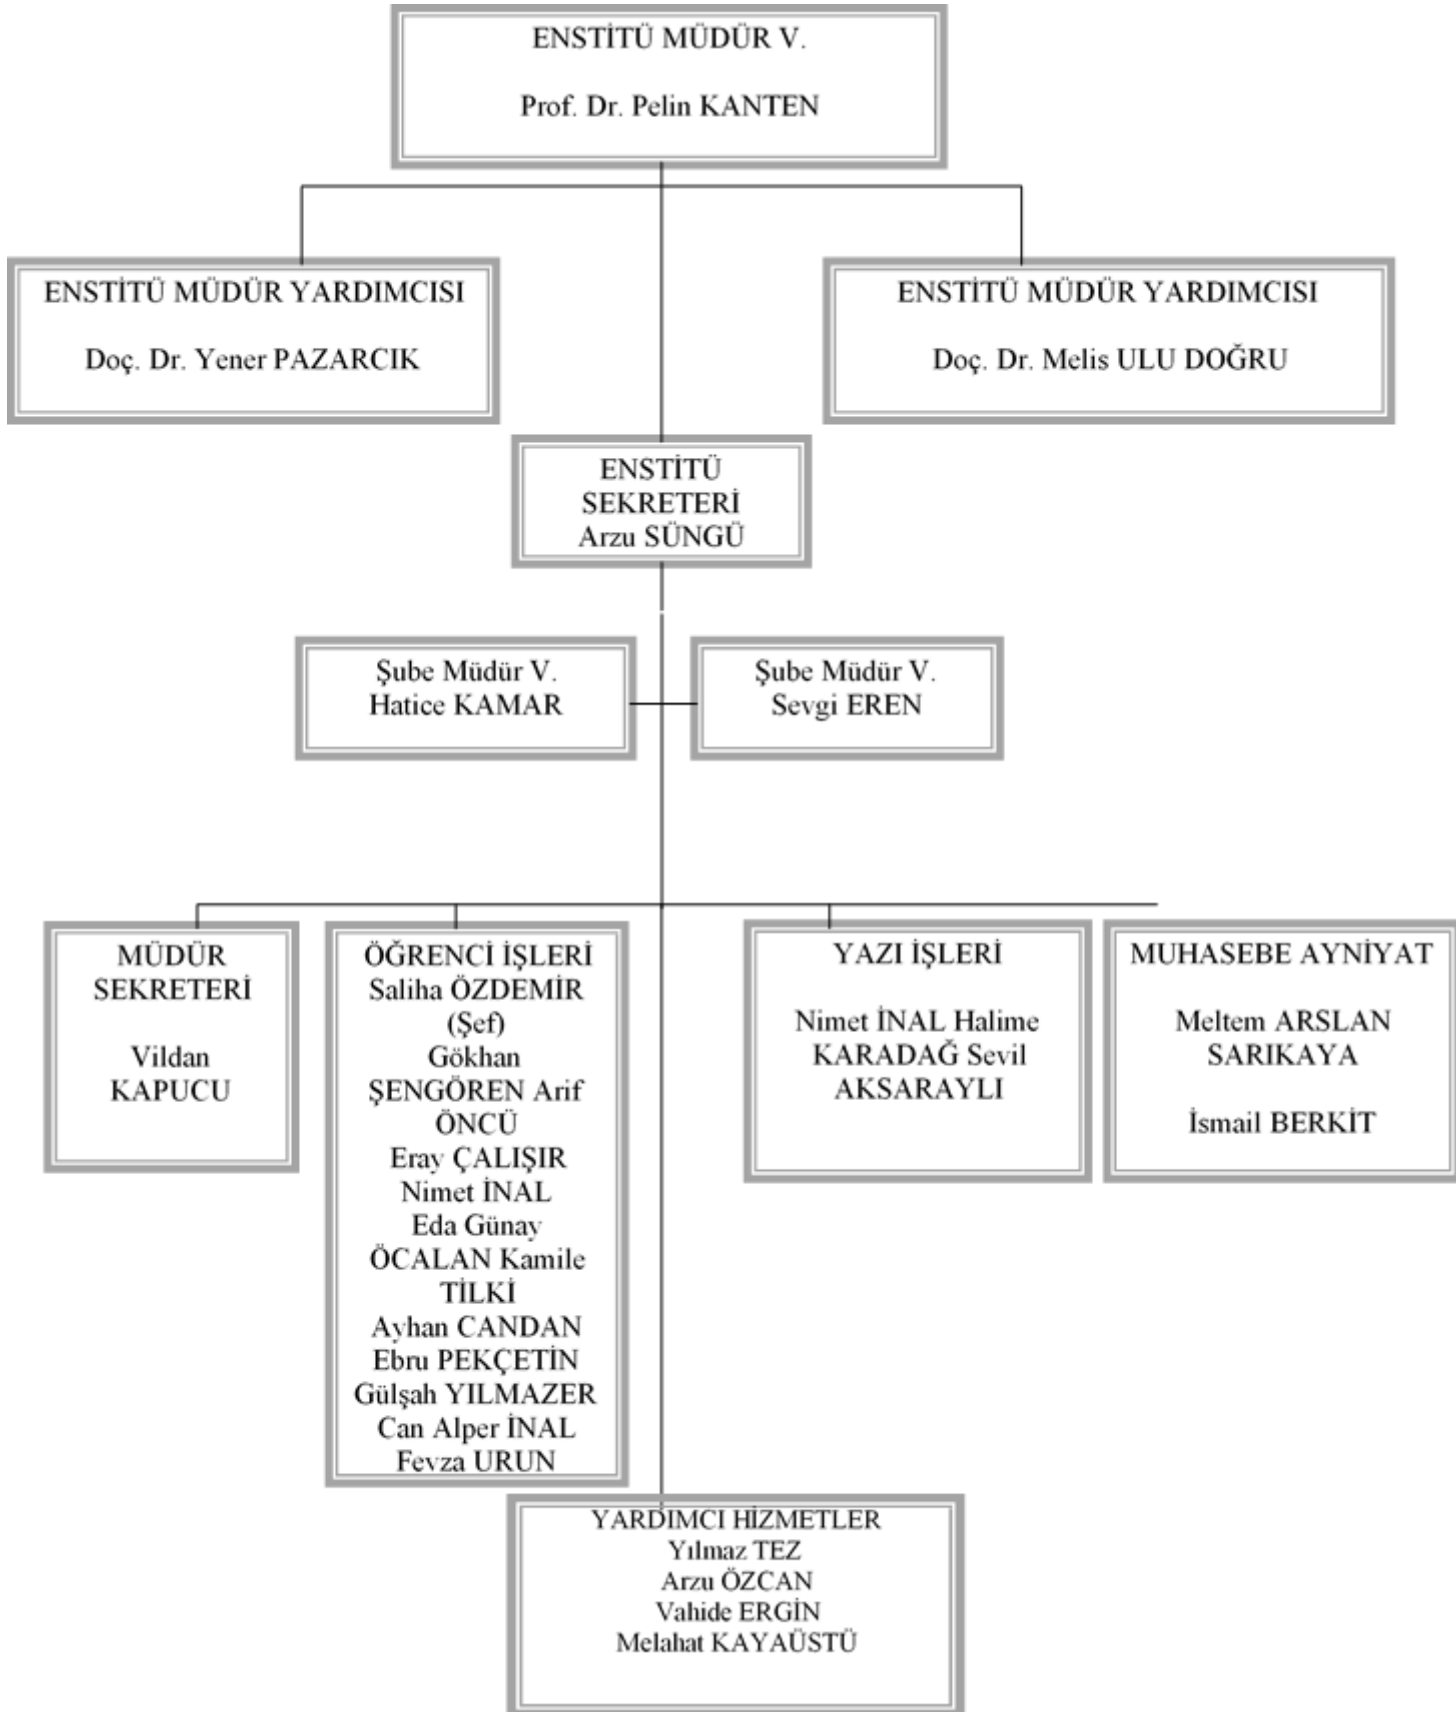 ENSTİTÜ MÜDÜR V.
Prof. Dr. Pelin KANTEN
ENSTİTÜ MÜDÜR YARDIMCISI
Doç. Dr. Yener PAZARCIK
ENSTİTÜ MÜDÜR YARDIMCISI
Doç. Dr. Melis ULU DOĞRU
ENSTİTÜ
SEKRETERİ
Arzu SÜNGÜ
Şube Müdür V.
Hatice KAMAR
Şube Müdür V.
Sevgi EREN
MÜDÜR
SEKRETERİ
Vildan
KAPUCU
ÖĞRENCİ İŞLERİ
Saliha ÖZDEMİR
(Şef)
Gökhan
ŞENGÖREN Arif
ÖNCÜ
Eray ÇALIŞIR
Nimet İNAL
Eda Günay
ÖCALAN Kamile
TİLKİ
Ayhan CANDAN
Ebru PEKÇETİN
Gülşah YILMAZER
Can Alper İNAL
Feyza URUN
YAZI İŞLERİ
Nimet İNAL Halime
KARADAĞ Sevil
AKSARAYLI
MUHASEBE AYNİYAT
Meltem ARSLAN
SARIKAYA
İsmail BERKİT
YARDIMCI HİZMETLER
Yılmaz TEZ
Arzu ÖZCAN
Vahide ERGİN
Melahat KAYAÜSTÜ